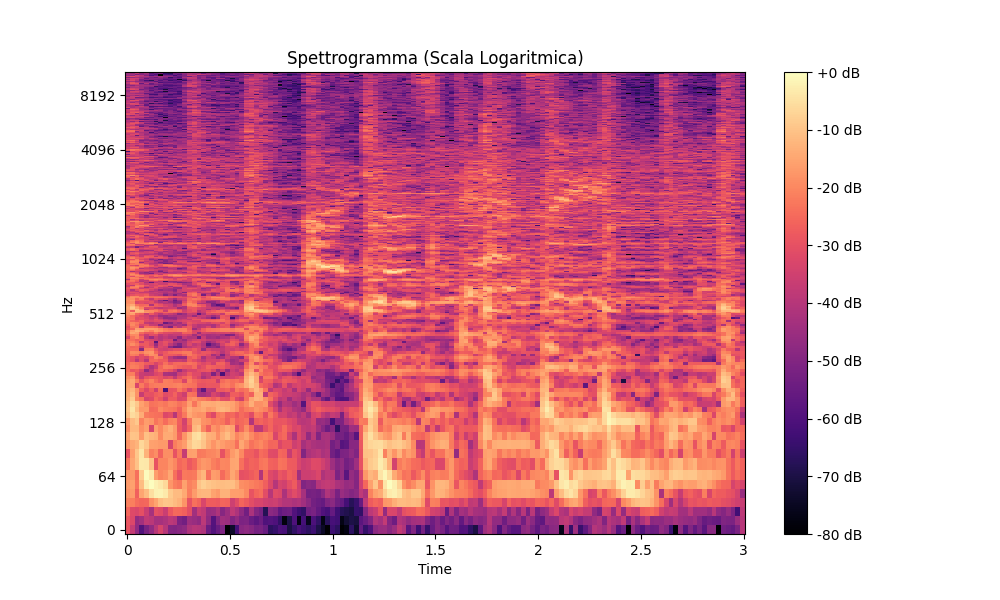 Spettrogramma (Scala Logaritmica)
Hz
8192
4096
2048
1024
512
256
128
64
0
0 0.5 1 1.5 2 2.5 3
Time
+0 dB
-10 dB
-20 dB
-30 dB
-40 dB
-50 dB
-60 dB
-70 dB
-80 dB